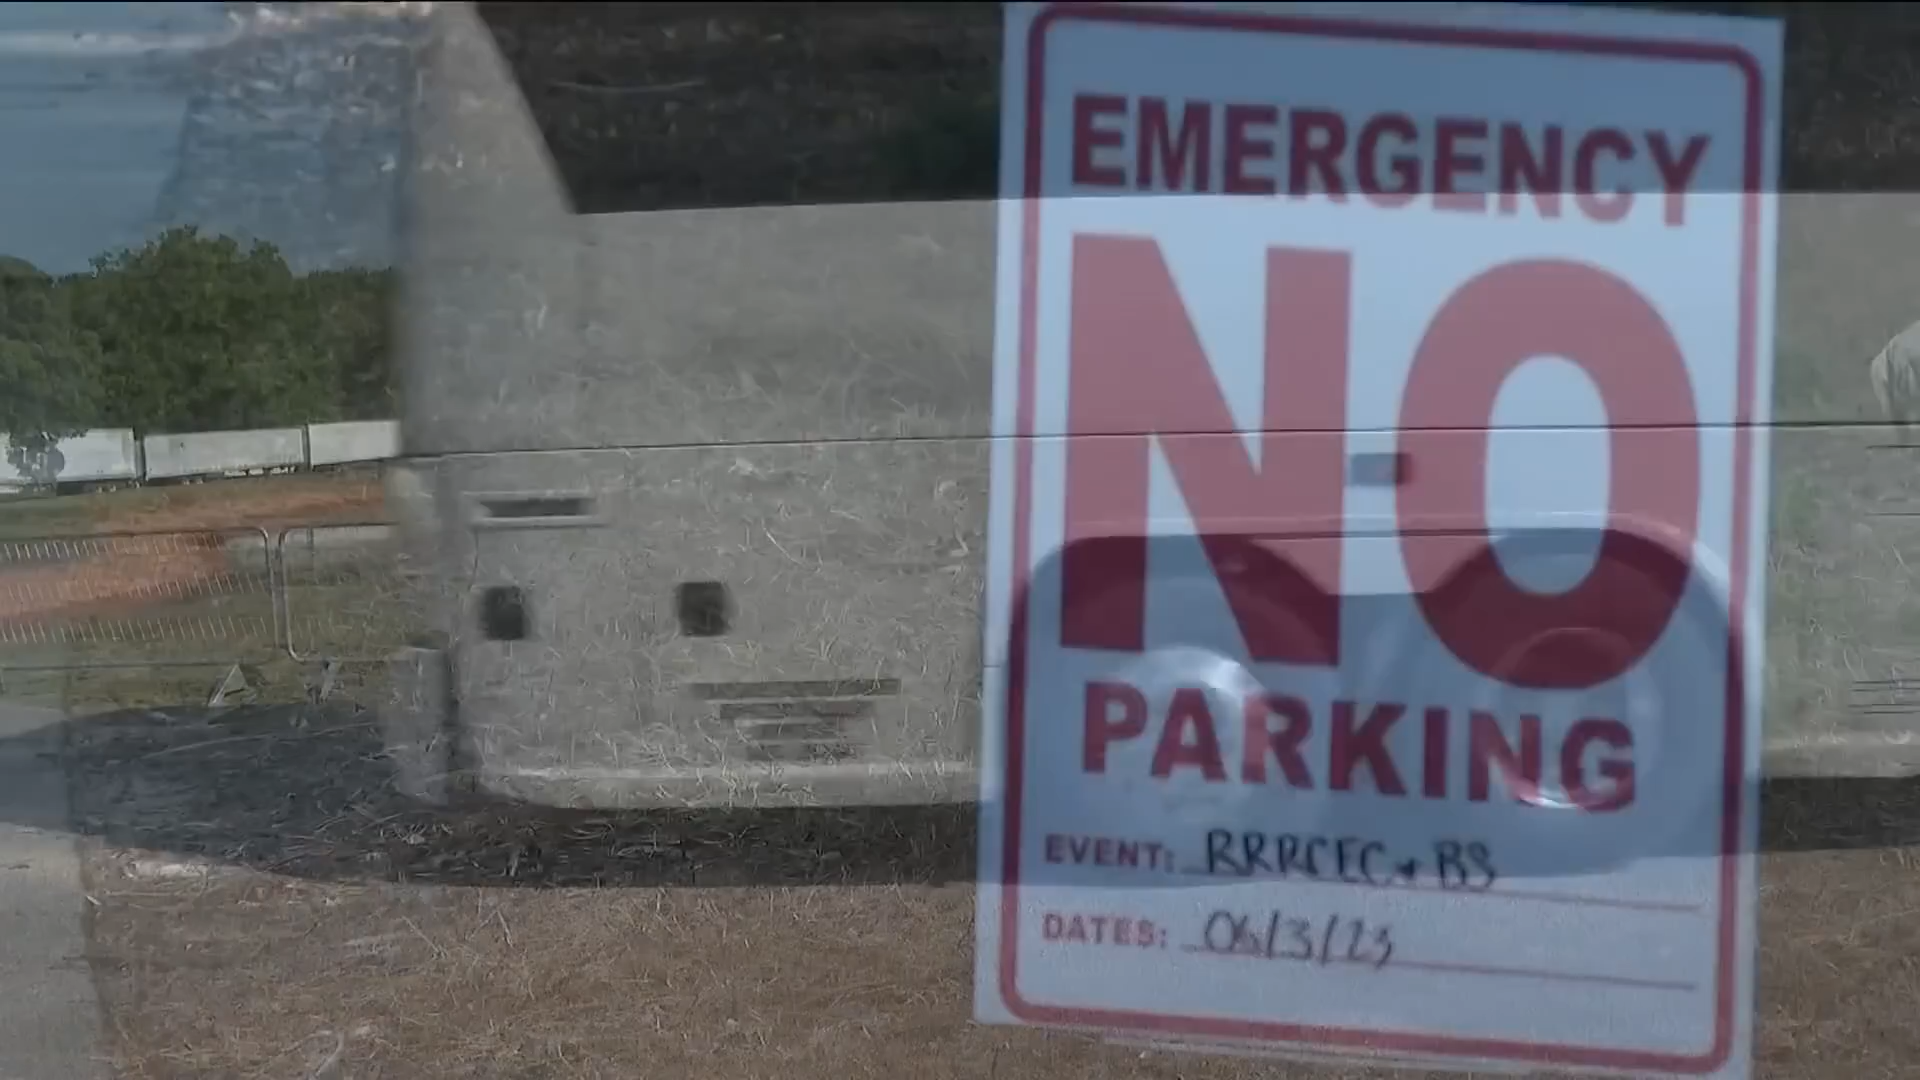 EMERGENCY
NO
PARKING
EVENT: RRRCEC + BS
DATES: 06/3/23